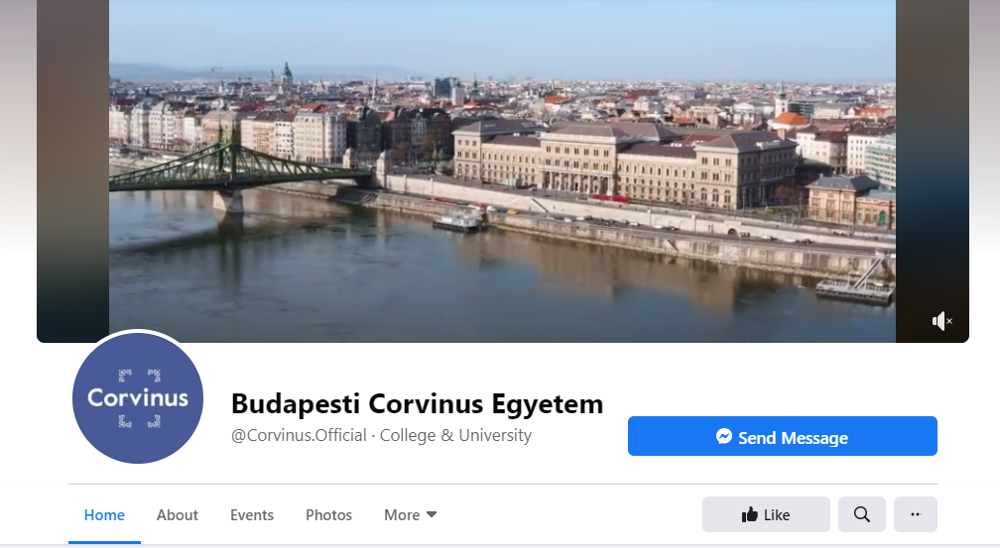 Corvinus
Budapesti Corvinus Egyetem
@Corvinus.Official · College & University
Send Message
Home About Events Photos More
Like